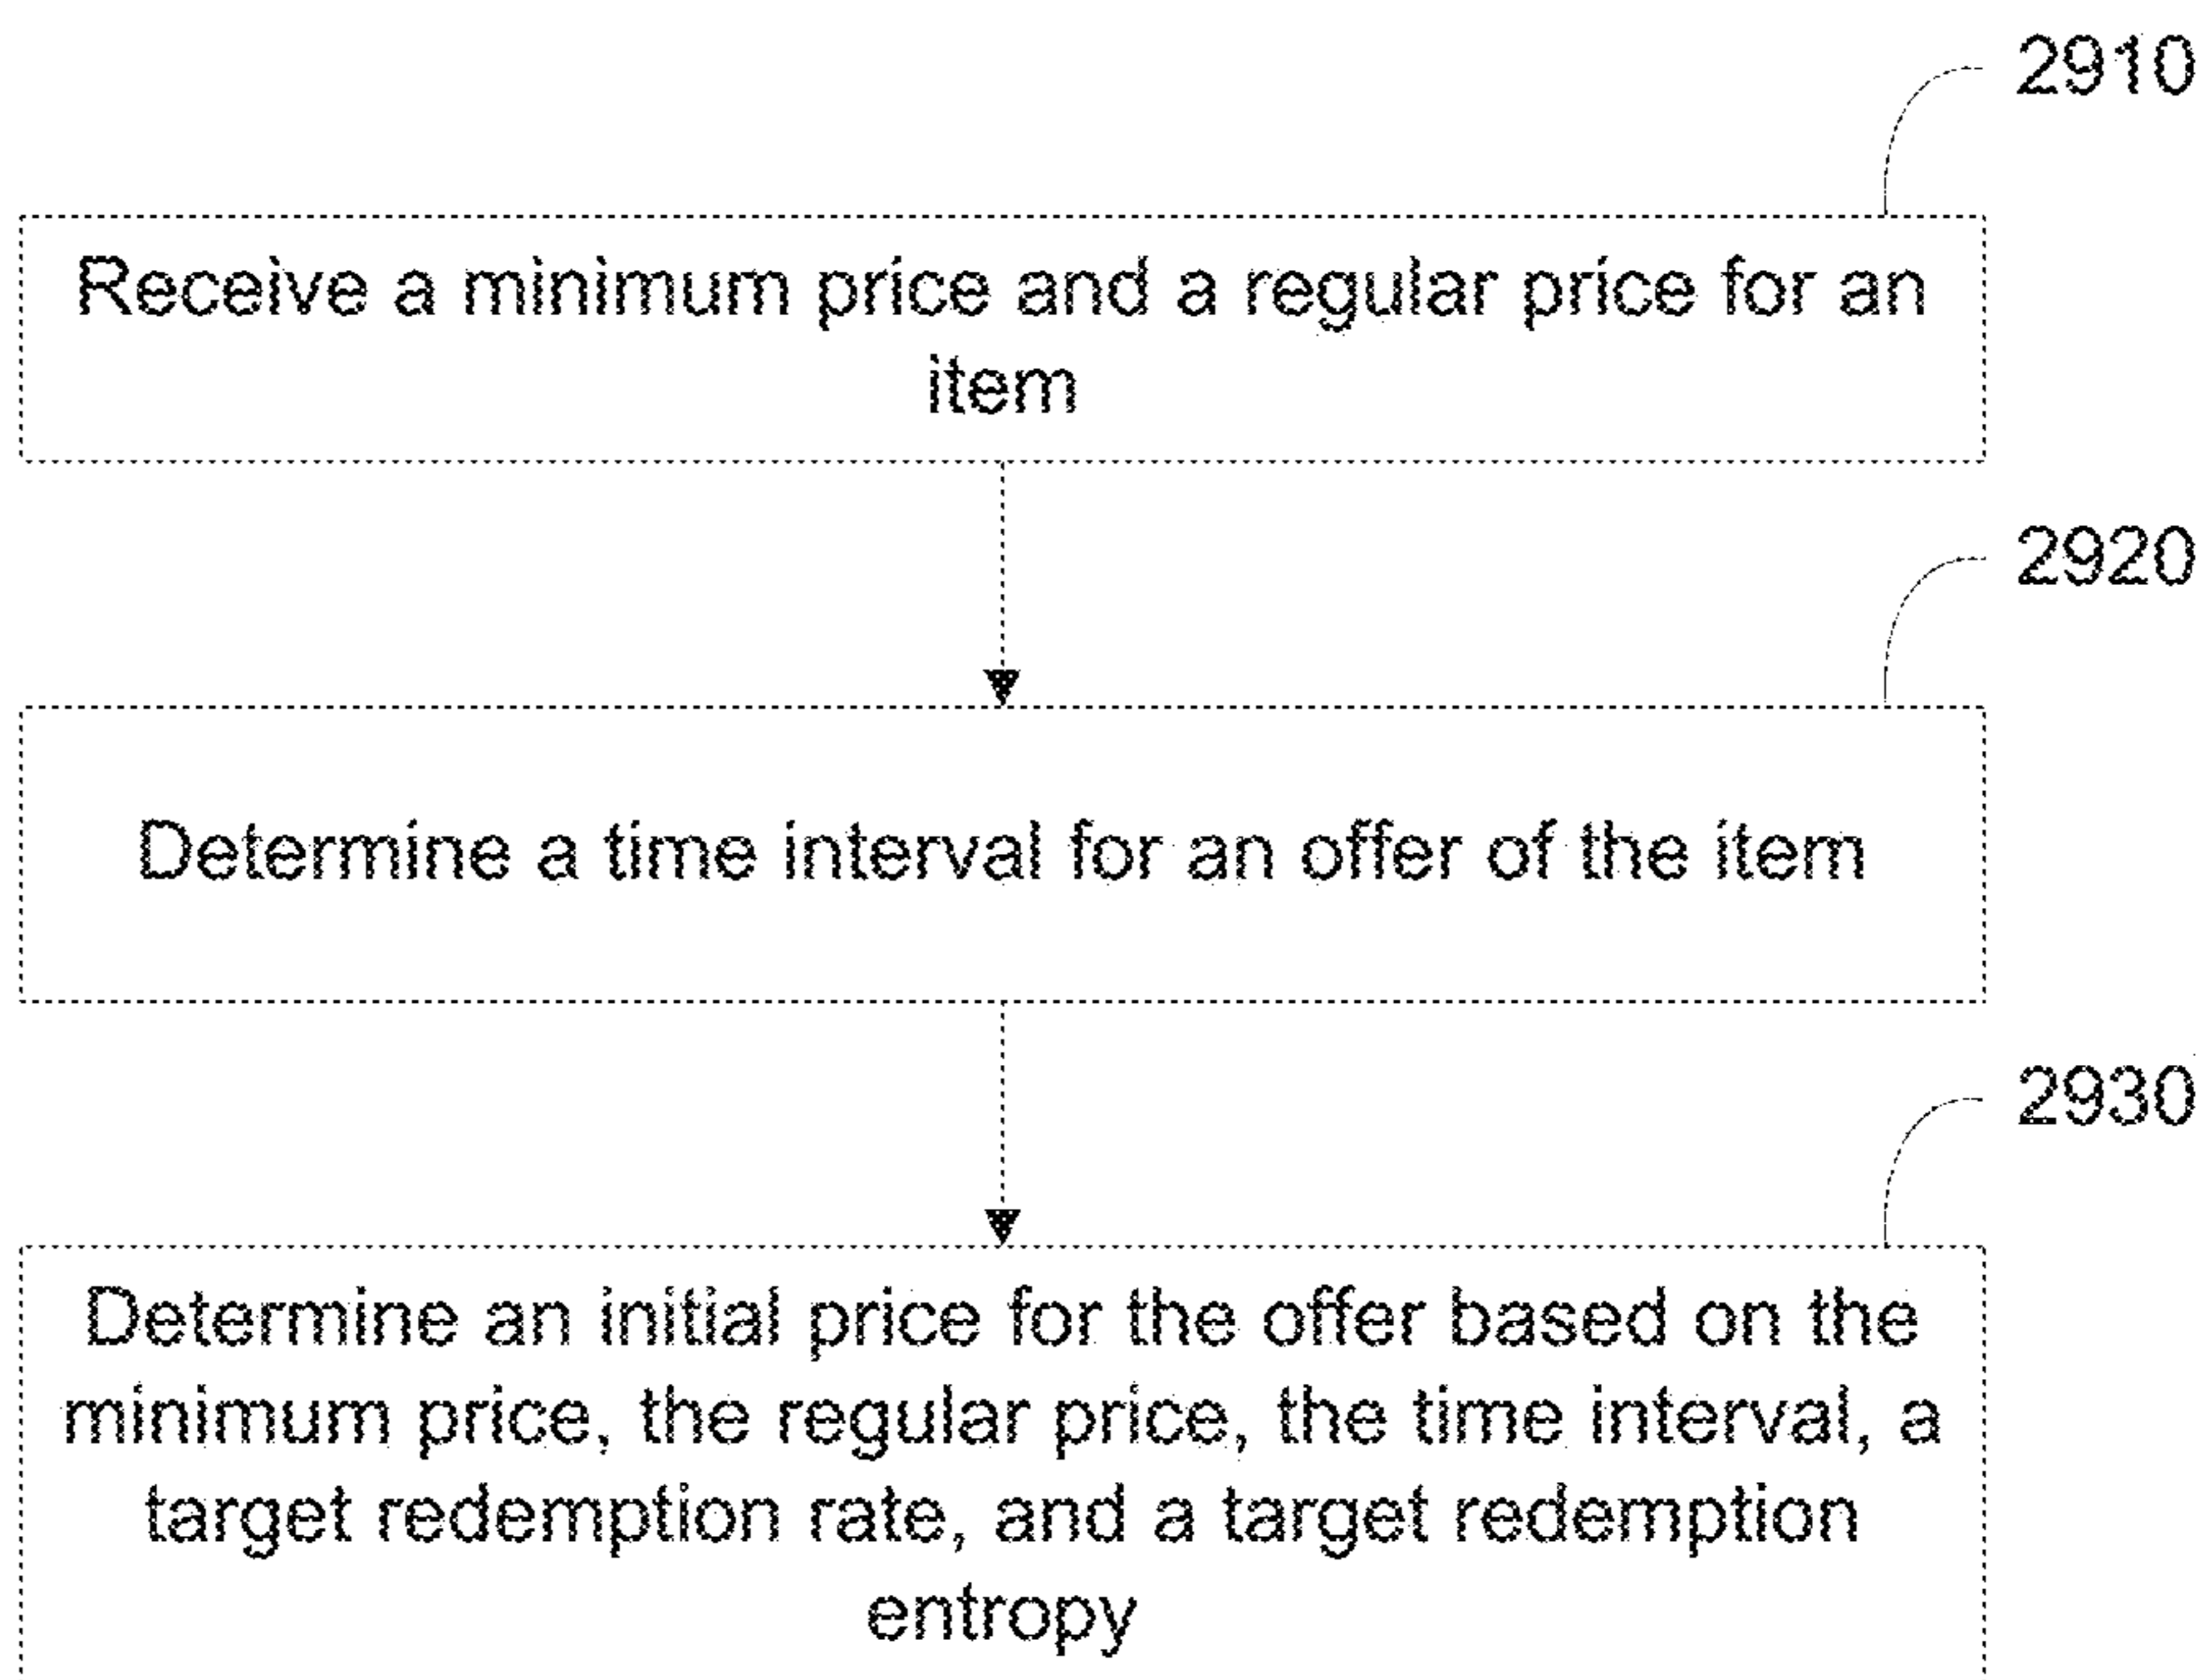 2910
Receive a minimum price and a regular price for an
item
2920
Determine a time interval for an offer of the item
2930
Determine an initial price for the offer based on the
minimum price, the regular price, the time interval, a
target redemption rate, and a target redemption
entropy